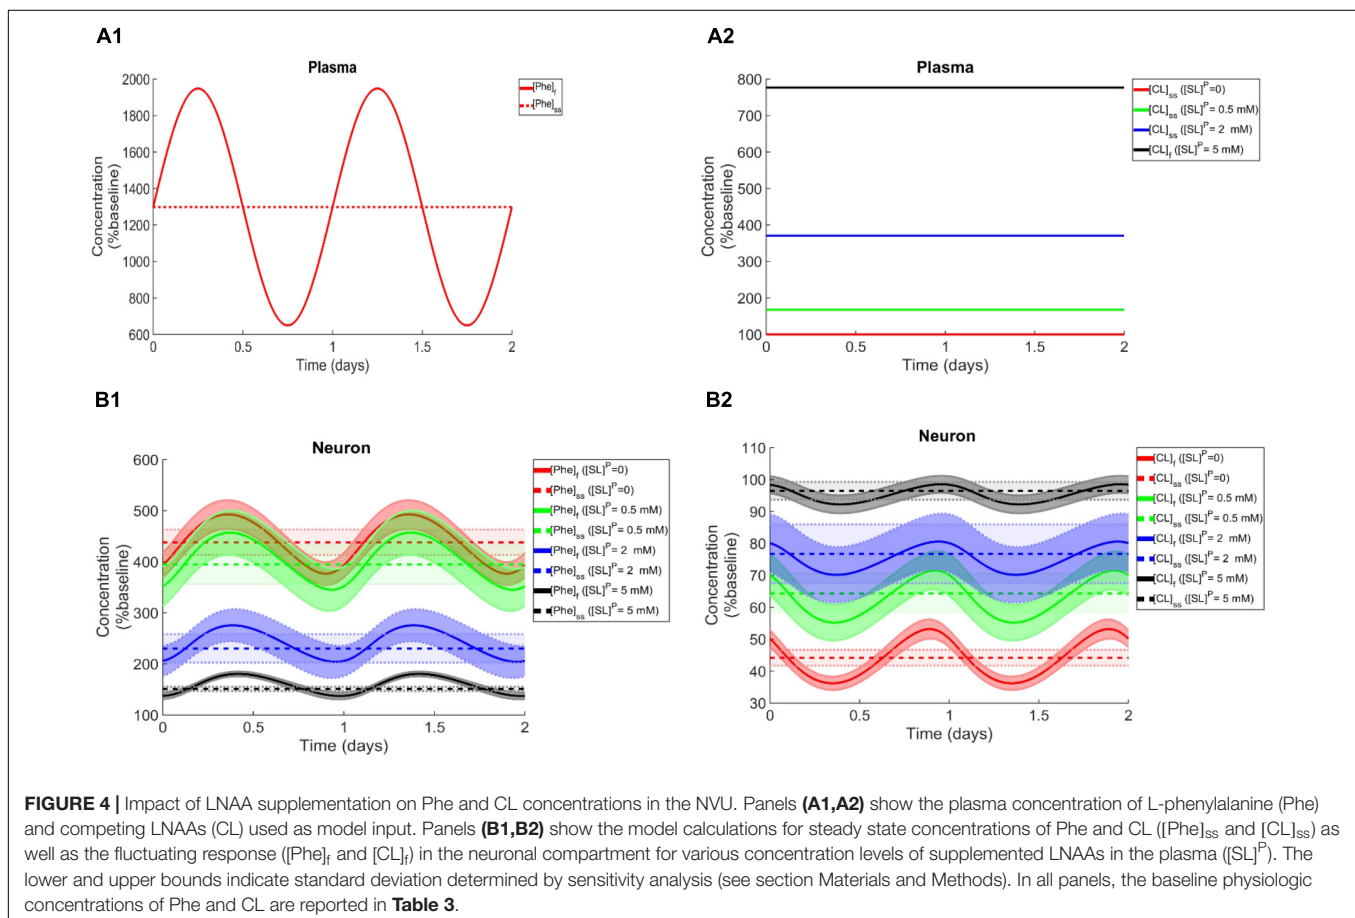 A1
Plasma
2000
1800
1600
1400
1200
1000
800
600
0
0.5
1
1.5
2
Time (days)
Concentration
(%baseline)
[Phe]f
[Phe]ss
A2
Plasma
800
700
600
500
400
300
200
100
0
0.5
1
1.5
2
Time (days)
Concentration
(%baseline)
[CL]ss ([SL]P=0)
[CL]ss ([SL]P= 0.5 mM)
[CL]ss ([SL]P= 2 mM)
[CL]f ([SL]P= 5 mM)
B1
Neuron
600
500
400
300
200
100
0
0.5
1
1.5
2
Time (days)
Concentration
(%baseline)
[Phe]f ([SL]P=0)
[Phe]ss ([SL]P=0)
[Phe]f ([SL]P= 0.5 mM)
[Phe]ss ([SL]P= 0.5 mM)
[Phe]f ([SL]P= 2 mM)
[Phe]ss ([SL]P= 2 mM)
[Phe]f ([SL]P= 5 mM)
[Phe]ss ([SL]P= 5 mM)
B2
Neuron
110
100
90
80
70
60
50
40
30
0
0.5
1
1.5
2
Time (days)
Concentration
(%baseline)
[CL]f ([SL]P=0)
[CL]ss ([SL]P=0)
[CL]f ([SL]P= 0.5 mM)
[CL]ss ([SL]P= 0.5 mM)
[CL]f ([SL]P= 2 mM)
[CL]ss ([SL]P= 2 mM)
[CL]f ([SL]P= 5 mM)
[CL]ss ([SL]P= 5 mM)
FIGURE 4 | Impact of LNAA supplementation on Phe and CL concentrations in the NVU. Panels (A1,A2) show the plasma concentration of L-phenylalanine (Phe)
and competing LNAAs (CL) used as model input. Panels (B1,B2) show the model calculations for steady state concentrations of Phe and CL ([Phe]ss and [CL]ss) as
well as the fluctuating response ([Phe]f and [CL]f) in the neuronal compartment for various concentration levels of supplemented LNAAs in the plasma ([SL]P). The
lower and upper bounds indicate standard deviation determined by sensitivity analysis (see section Materials and Methods). In all panels, the baseline physiologic
concentrations of Phe and CL are reported in Table 3.